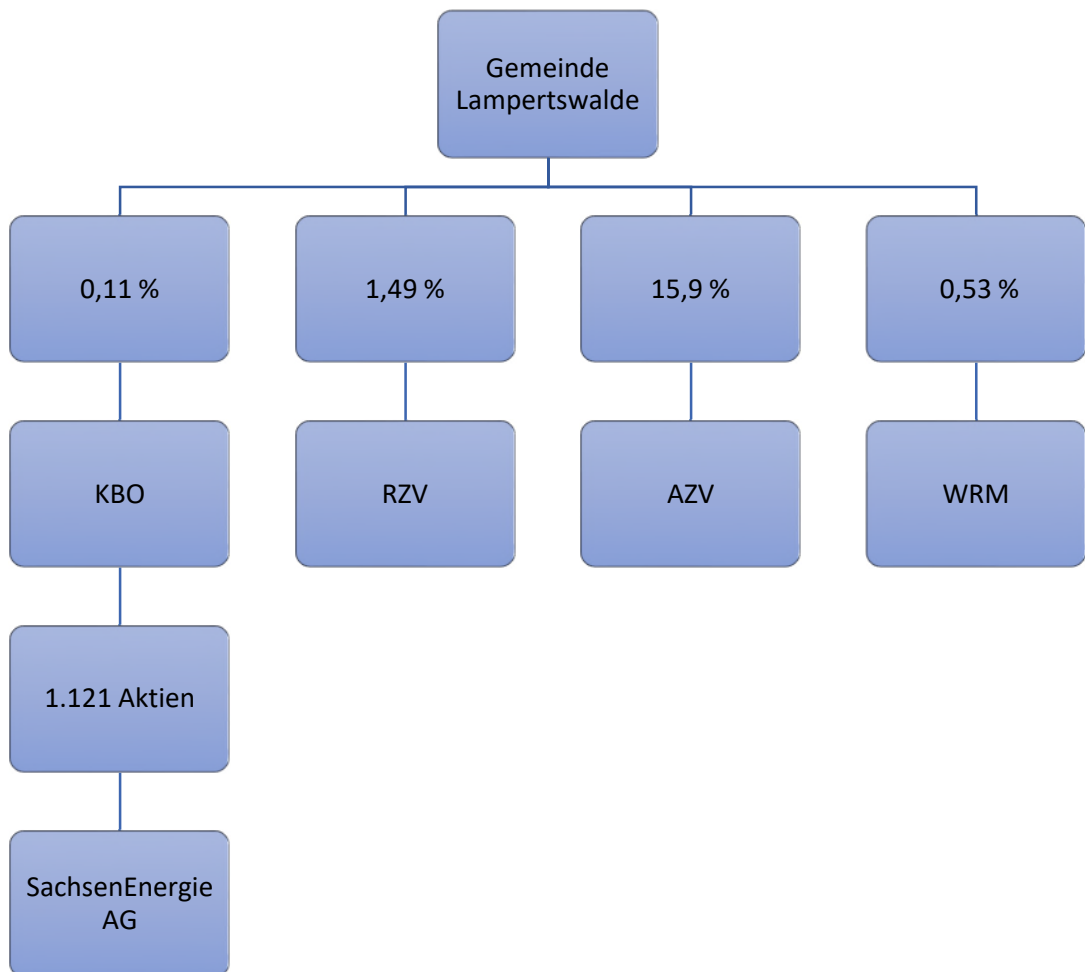 Gemeinde
Lampertswalde
0,11 %
1,49 %
15,9 %
0,53 %
KBO
RZV
AZV
WRM
1.121 Aktien
SachsenEnergie
AG